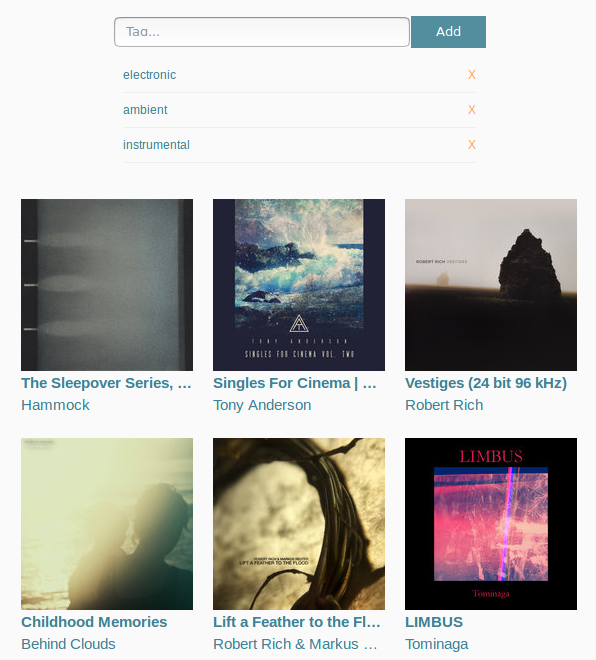 Tag...
Add
electronic X
ambient X
instrumental X
TONY ANDERSON
SINGLES FOR CINEMA VOL. TWO
ROBERT RICH VESTIGES
The Sleepover Series, ...
Hammock
Singles For Cinema | ...
Tony Anderson
Vestiges (24 bit 96 kHz)
Robert Rich
ROBERT RICH & MARKUS REUTER
LIFT A FEATHER TO THE FLOOD
LIMBUS
Tominaga
Childhood Memories
Behind Clouds
Lift a Feather to the Fl...
Robert Rich & Markus ...
LIMBUS
Tominaga